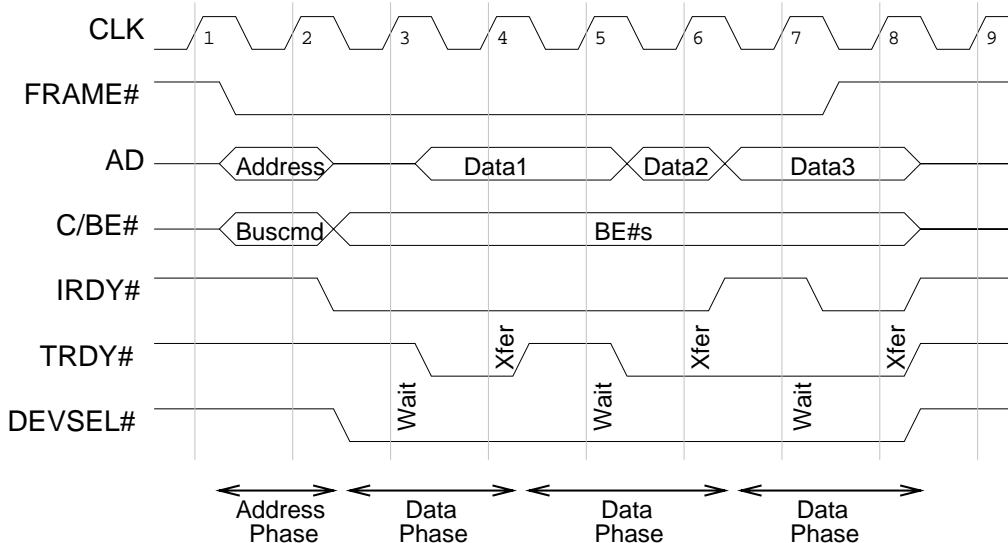 CLK 1 2 3 4 5 6 7 8 9
FRAME#
AD Address Data1 Data2 Data3
C/BE# Buscmd BE#s
IRDY#
Xfer Xfer Xfer
TRDY#
Wait Wait Wait
DEVSEL#
Address Data Data Data
Phase Phase Phase Phase